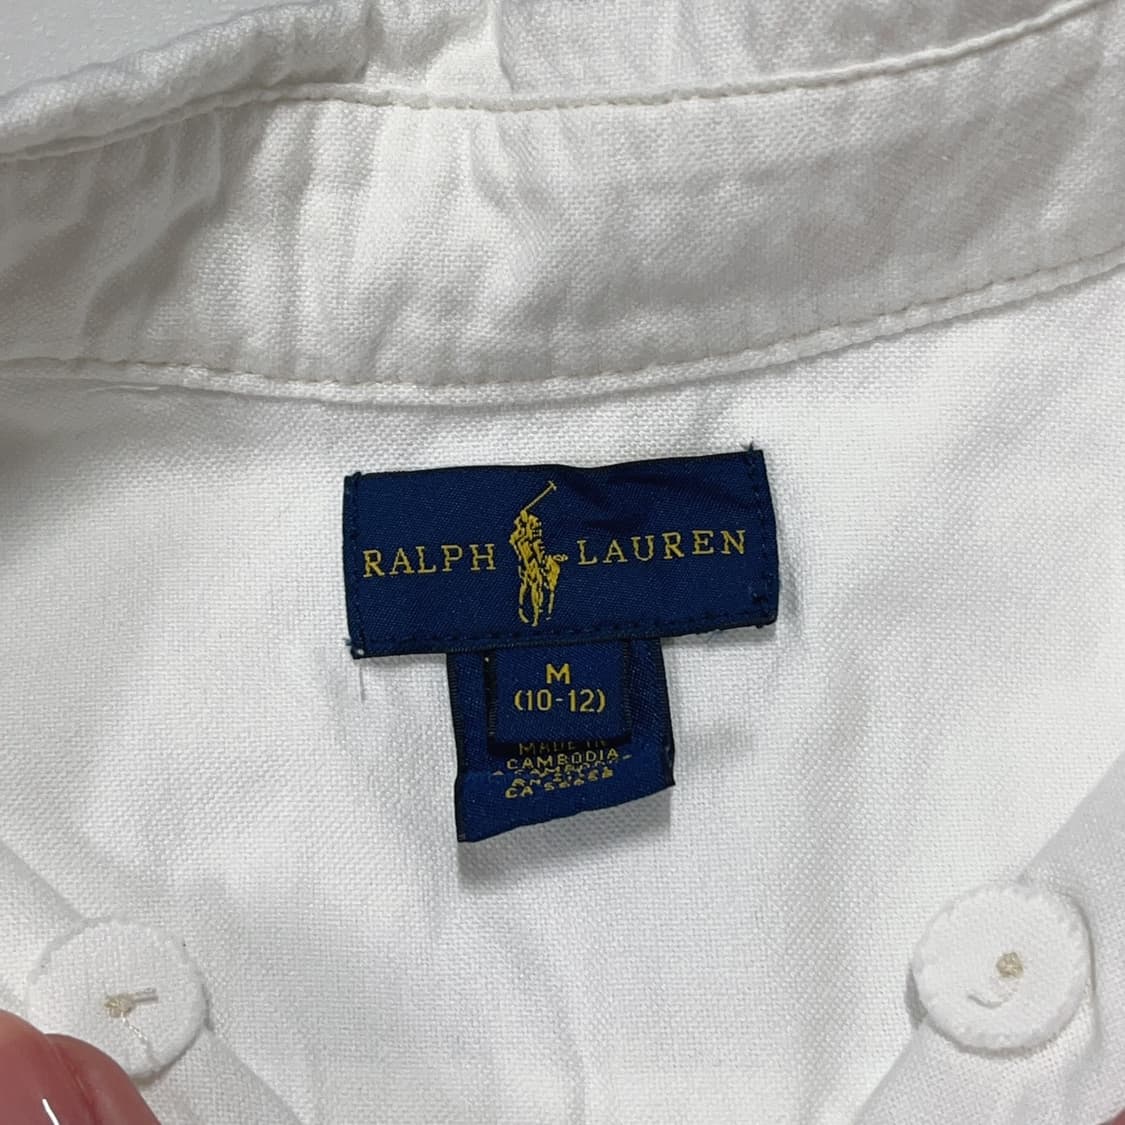 RALPH LAUREN
M
(10-12)
MADE IN
CAMBODIA